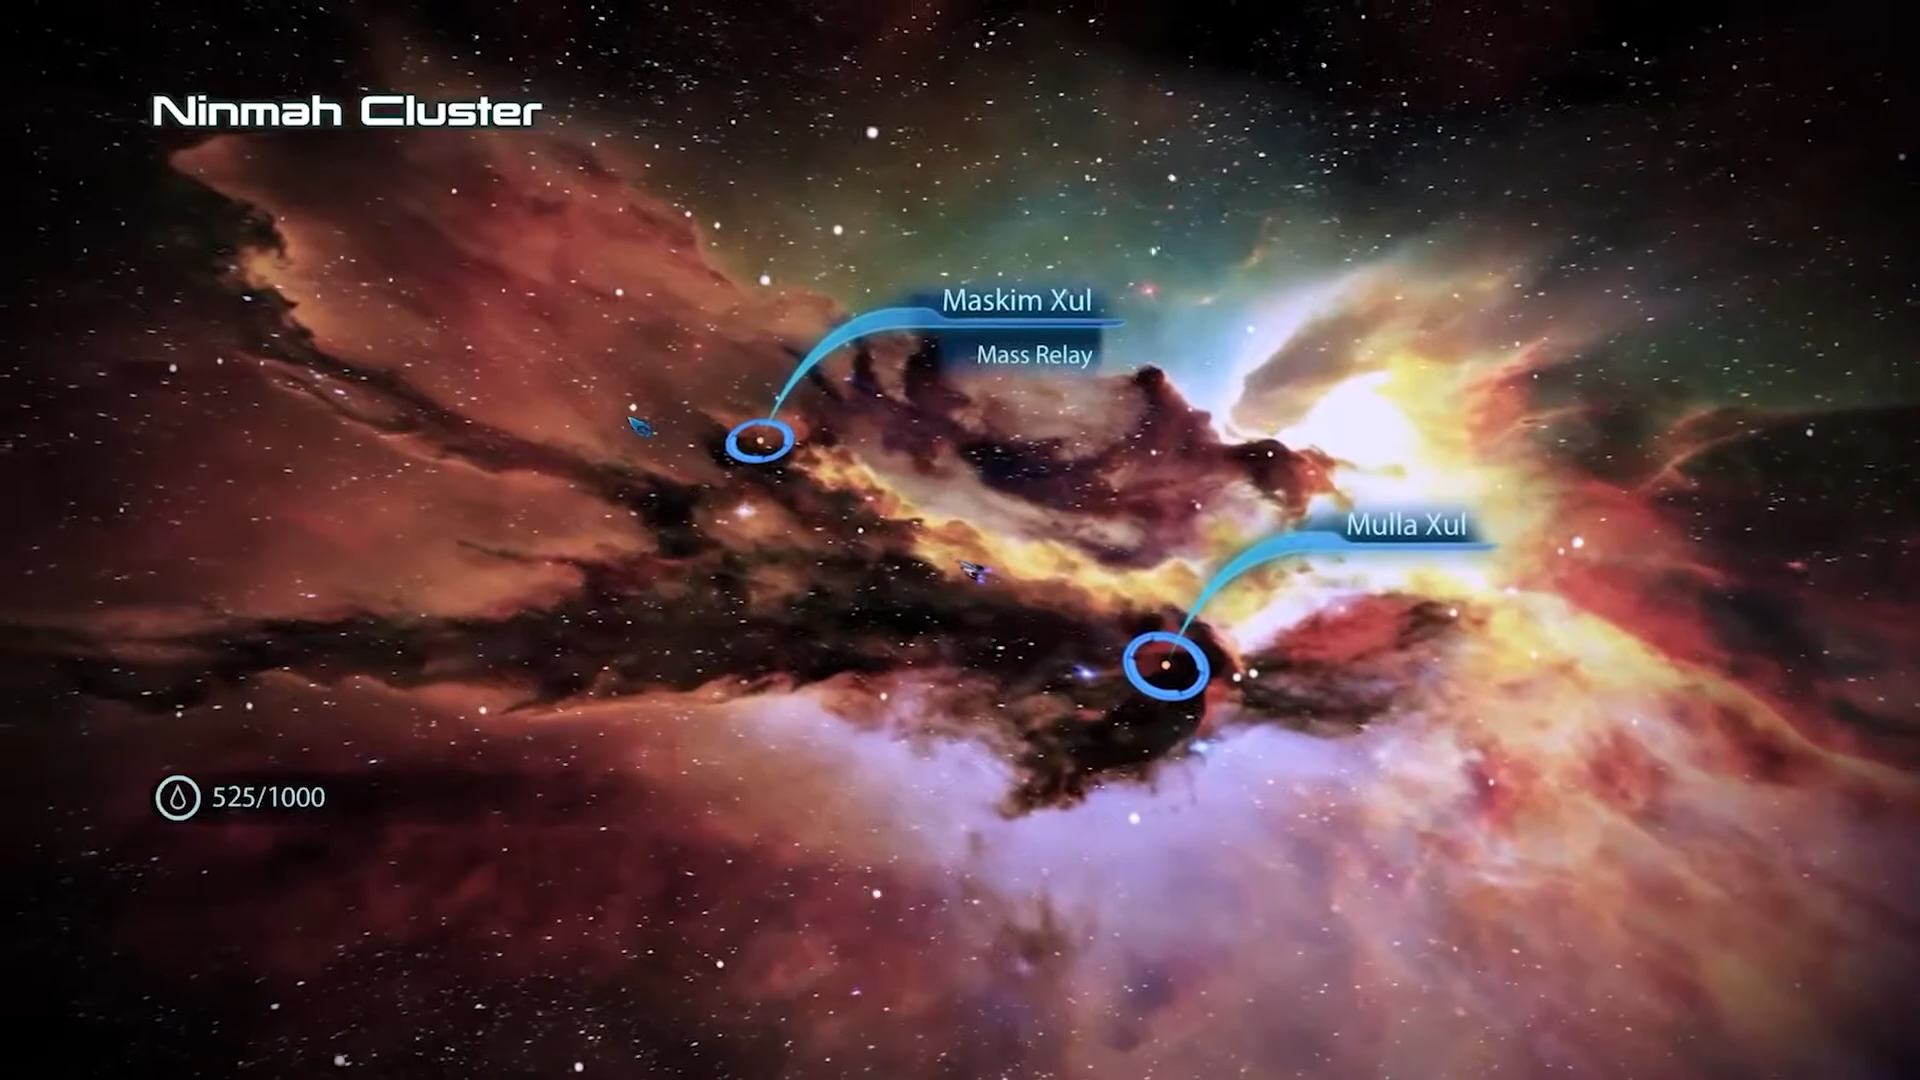 Ninmah Cluster
Maskim Xul
Mass Relay
Mulla Xul
525/1000